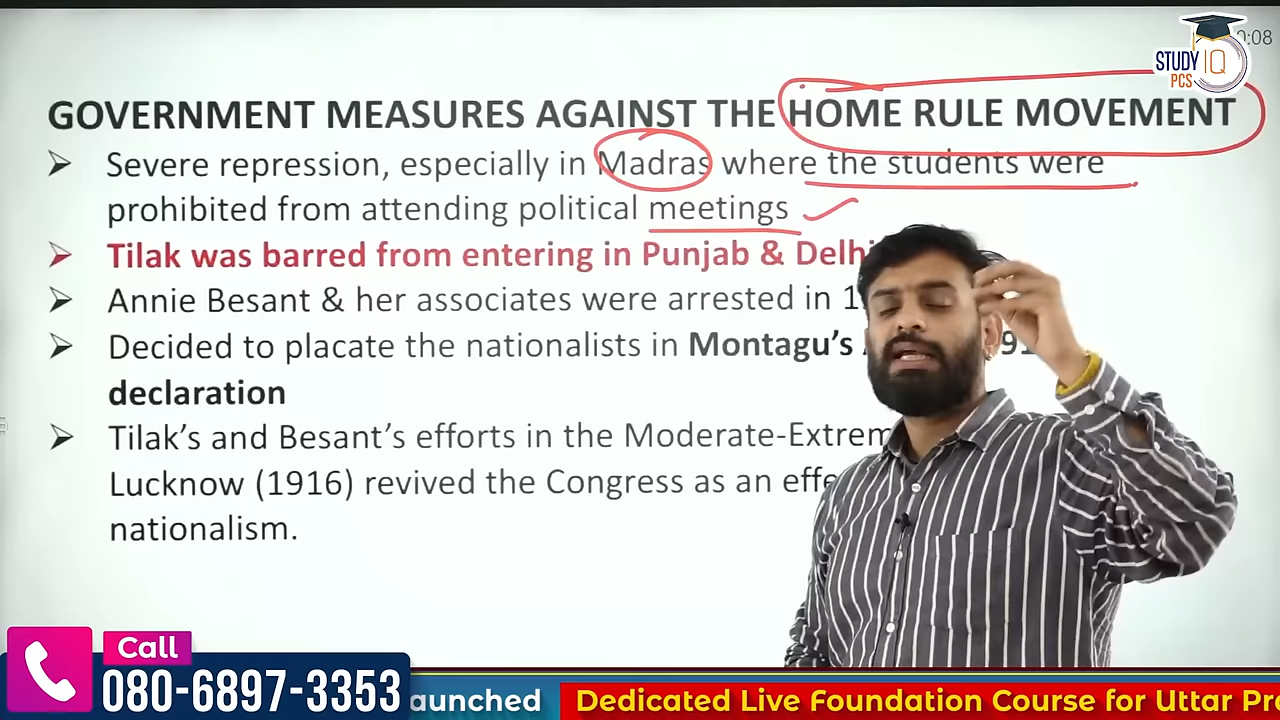 STUDY IQ
PCS
:08
GOVERNMENT MEASURES AGAINST THE HOME RULE MOVEMENT
➢ Severe repression, especially in Madras where the students were
prohibited from attending political meetings
➢ Tilak was barred from entering in Punjab & Delhi
➢ Annie Besant & her associates were arrested in 1
➢ Decided to placate the nationalists in Montagu's
declaration
➢ Tilak's and Besant's efforts in the Moderate-Extrem
Lucknow (1916) revived the Congress as an effe
nationalism.
Call
080-6897-3353
aunched
Dedicated Live Foundation Course for Uttar Pr